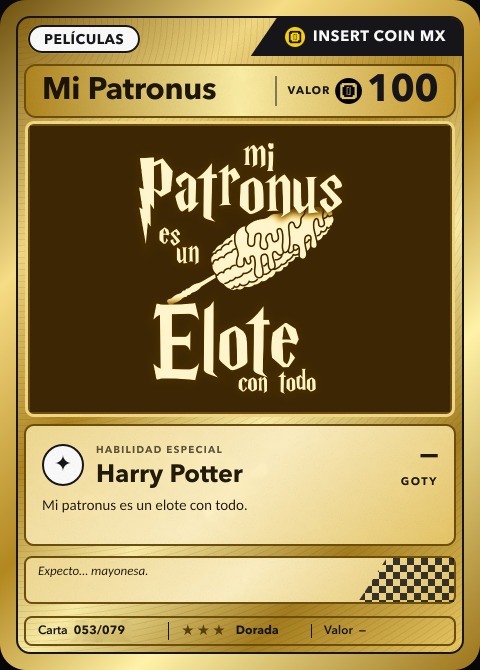 PELÍCULAS
INSERT COIN MX
Mi Patronus
VALOR 100
mi
Patronus
es
un
Elote
con todo
HABILIDAD ESPECIAL
Harry Potter
—
GOTY
Mi patronus es un elote con todo.
Expecto... mayonesa.
Carta 053/079 ★ ★ ★ Dorada Valor —